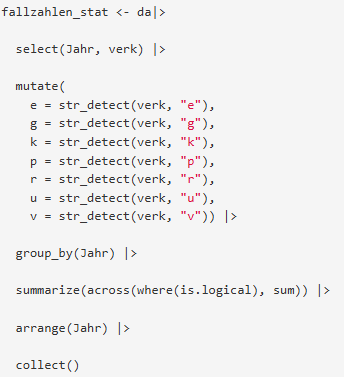 fallzahlen_stat <- da|>
select(Jahr, verk) |>
mutate(
e = str_detect(verk, "e"),
g = str_detect(verk, "g"),
k = str_detect(verk, "k"),
p = str_detect(verk, "p"),
r = str_detect(verk, "r"),
u = str_detect(verk, "u"),
v = str_detect(verk, "v")) |>
group_by(Jahr) |>
summarize(across(where(is.logical), sum)) |>
arrange(Jahr) |>
collect()